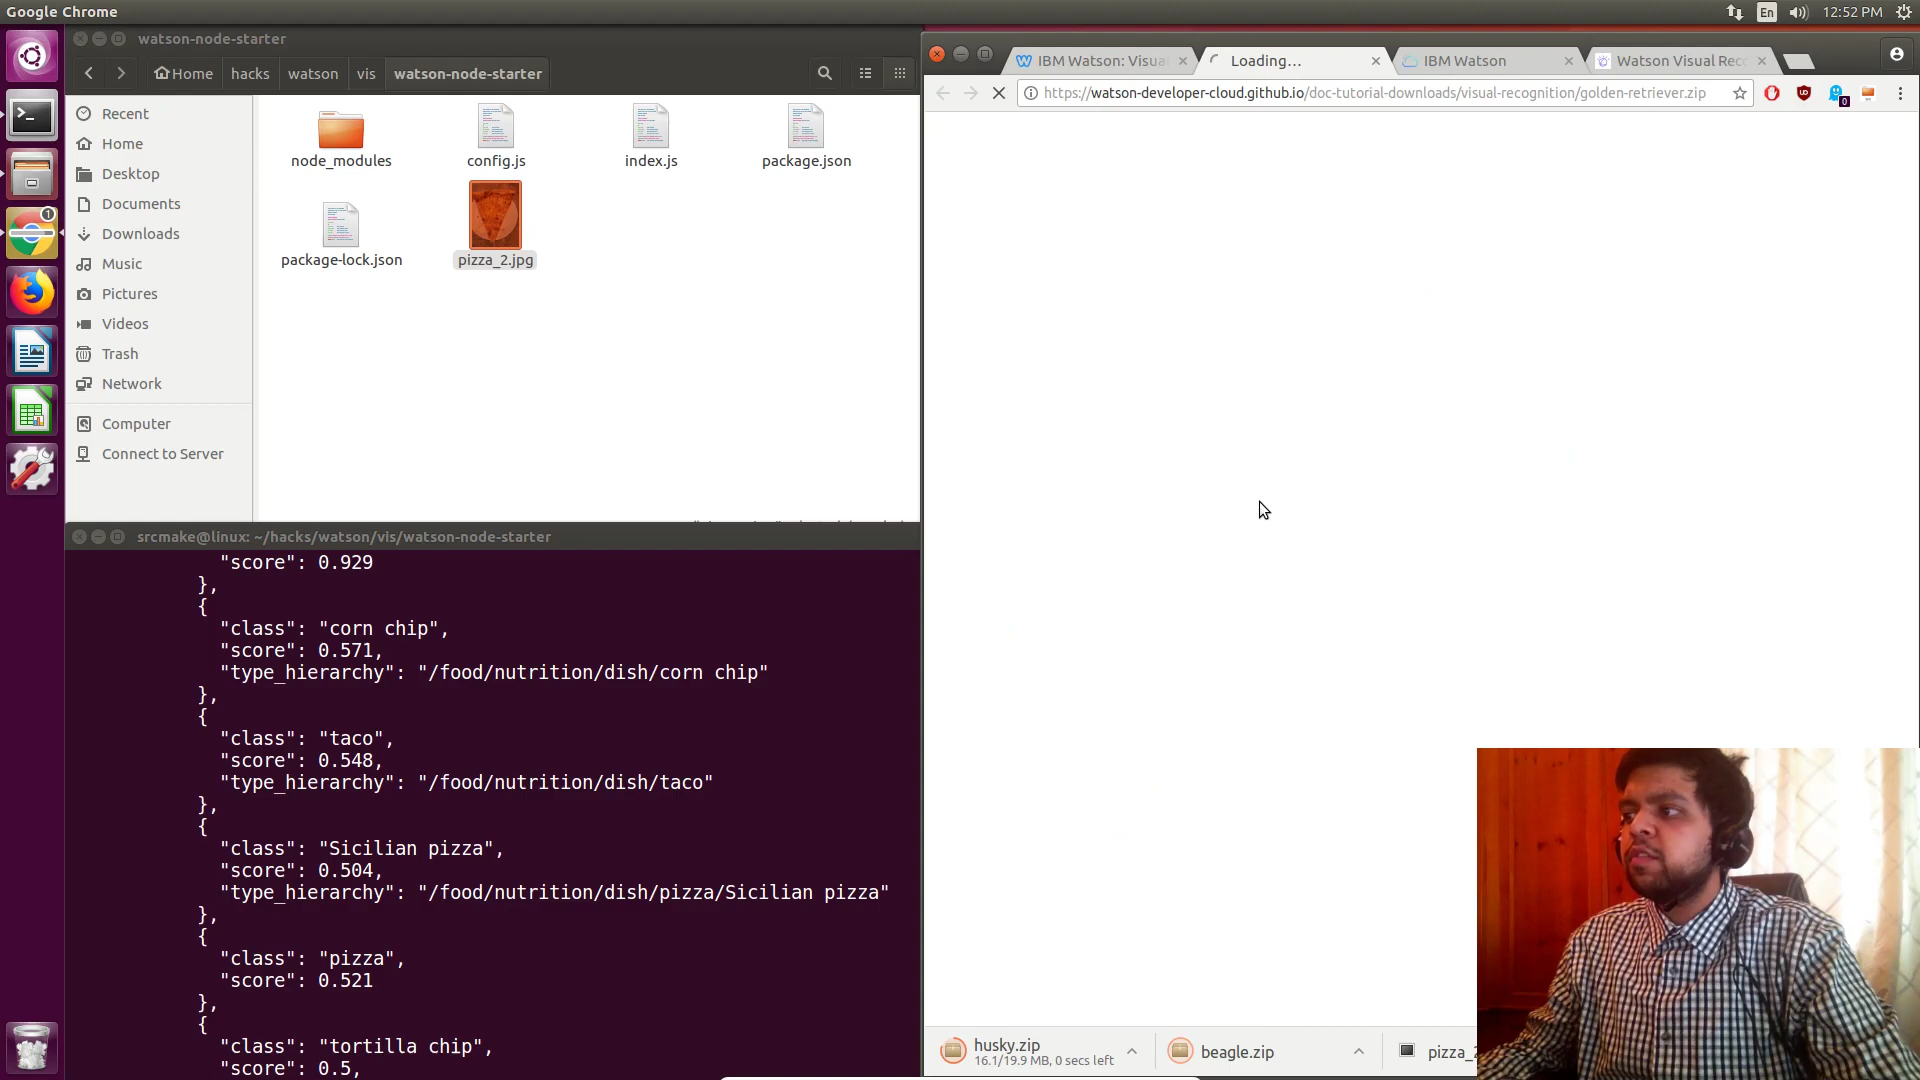 Google Chrome
En
12:52 PM
watson-node-starter
Home
hacks
watson
vis
watson-node-starter
Recent
Home
Desktop
Documents
Downloads
Music
Pictures
Videos
Trash
Network
Computer
Connect to Server
node_modules
config.js
index.js
package.json
package-lock.json
pizza_2.jpg
IBM Watson: Visua
Loading...
IBM Watson
Watson Visual Rec
https://watson-developer-cloud.github.io/doc-tutorial-downloads/visual-recognition/golden-retriever.zip
0
1
srcmake@linux: ~/hacks/watson/vis/watson-node-starter
"score": 0.929
},
{
"class": "corn chip",
"score": 0.571,
"type_hierarchy": "/food/nutrition/dish/corn chip"
},
{
"class": "taco",
"score": 0.548,
"type_hierarchy": "/food/nutrition/dish/taco"
},
{
"class": "Sicilian pizza",
"score": 0.504,
"type_hierarchy": "/food/nutrition/dish/pizza/Sicilian pizza"
},
{
"class": "pizza",
"score": 0.521
},
{
"class": "tortilla chip",
"score": 0.5,
husky.zip
16.1/19.9 MB, 0 secs left
beagle.zip
pizza_2